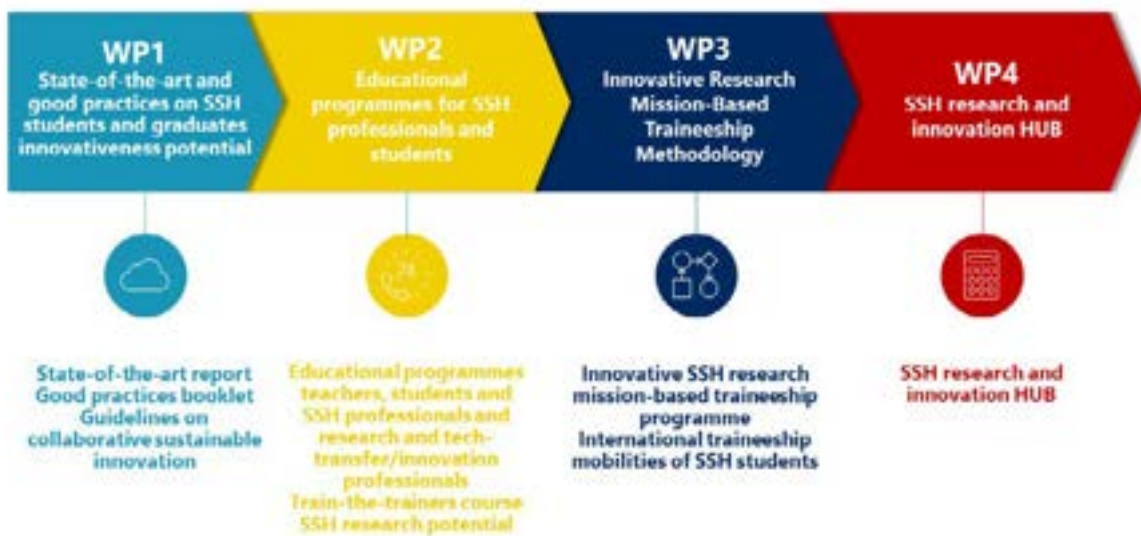 WP1
State-of-the-art and
good practices on SSH
students and graduates
innovativeness potential
WP2
Educational
programmes for SSH
professionals and
students
WP3
Innovative Research
Mission-Based
Traineeship
Methodology
WP4
SSH research and
innovation HUB
State-of-the-art report
Good practices booklet
Guidelines on
collaborative sustainable
innovation
Educational programmes
teachers, students and
SSH professionals and
research and tech-
transfer/innovation
professionals
Train-the-trainers course
SSH research potential
Innovative SSH research
mission-based traineeship
programme
International traineeship
mobilities of SSH students
SSH research and
innovation HUB